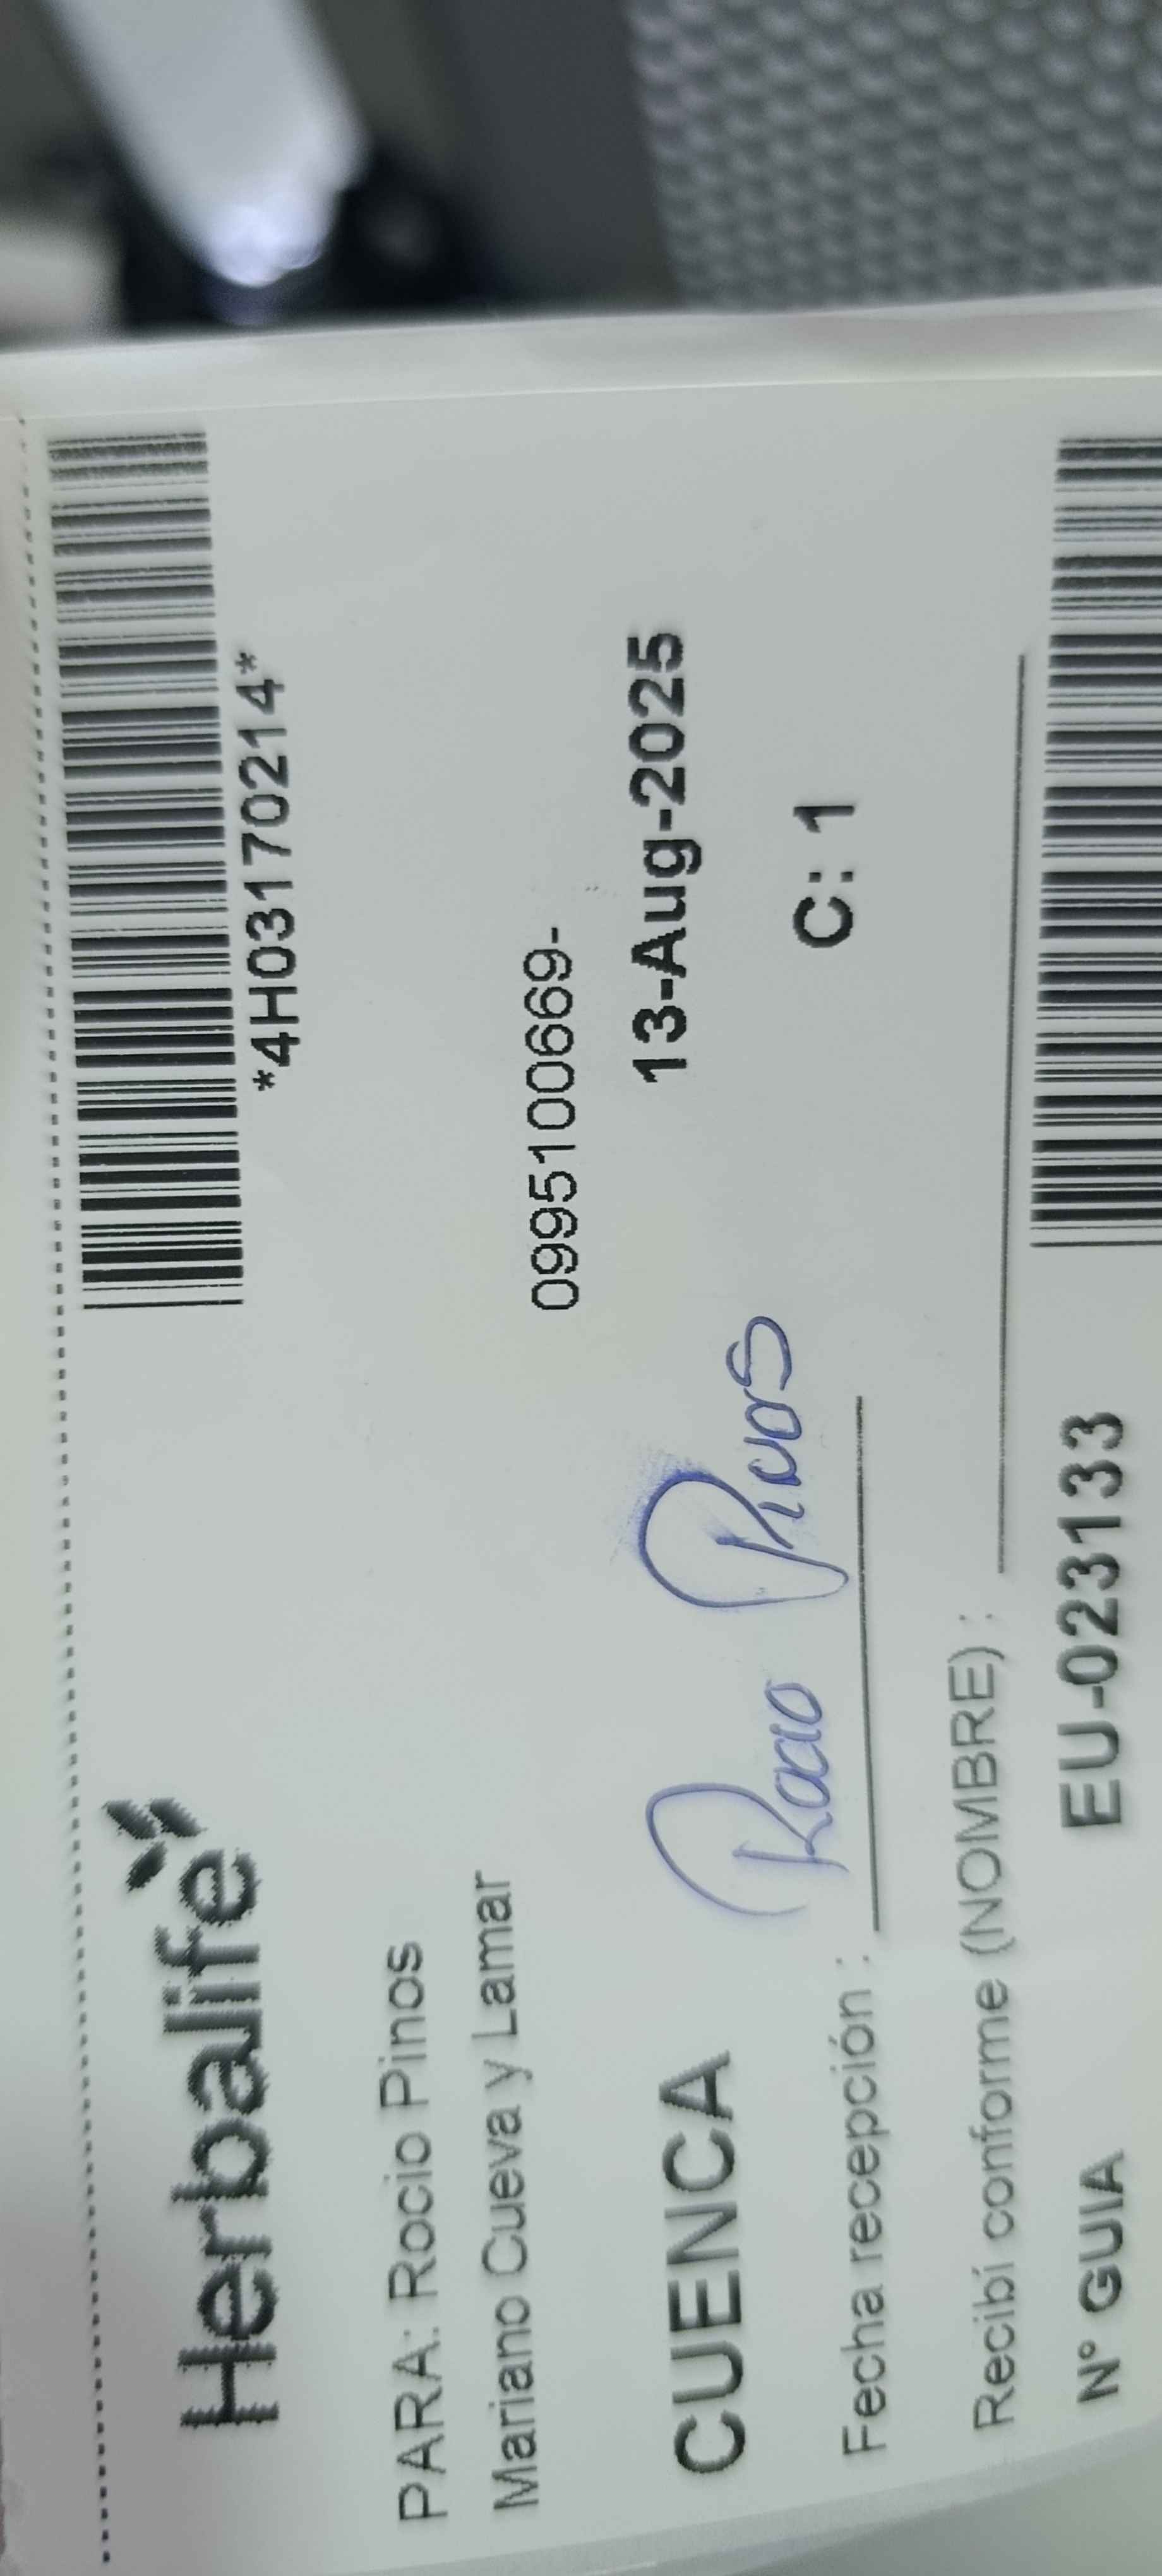 Herbalife
*4H03170214*
PARA: Rocio Pinos
Mariano Cueva y Lamar
0995100669-
CUENCA
13-Aug-2025
Rocio Pinos
Fecha recepción :
C: 1
Recibí conforme (NOMBRE) :
N° GUIA EU-023133